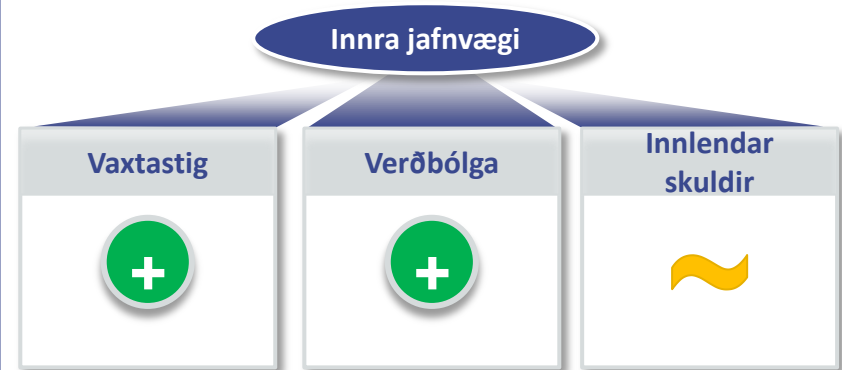 Innra jafnvægi
Vaxtastig
Verðbólga
Innlendar
skuldir
+
+
~